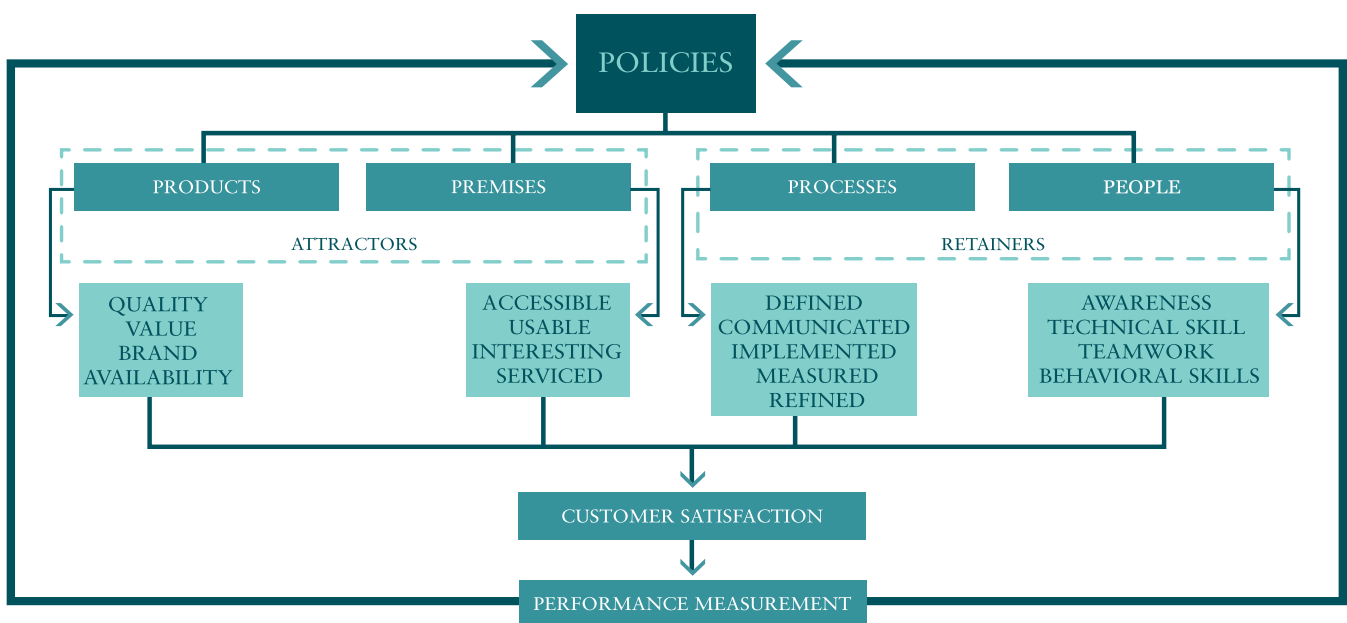 POLICIES
PRODUCTS
PREMISES
PROCESSES
PEOPLE
ATTRACTORS
RETAINERS
QUALITY
VALUE
BRAND
AVAILABILITY
ACCESSIBLE
USABLE
INTERESTING
SERVICED
DEFINED
COMMUNICATED
IMPLEMENTED
MEASURED
REFINED
AWARENESS
TECHNICAL SKILL
TEAMWORK
BEHAVIORAL SKILLS
CUSTOMER SATISFACTION
PERFORMANCE MEASUREMENT